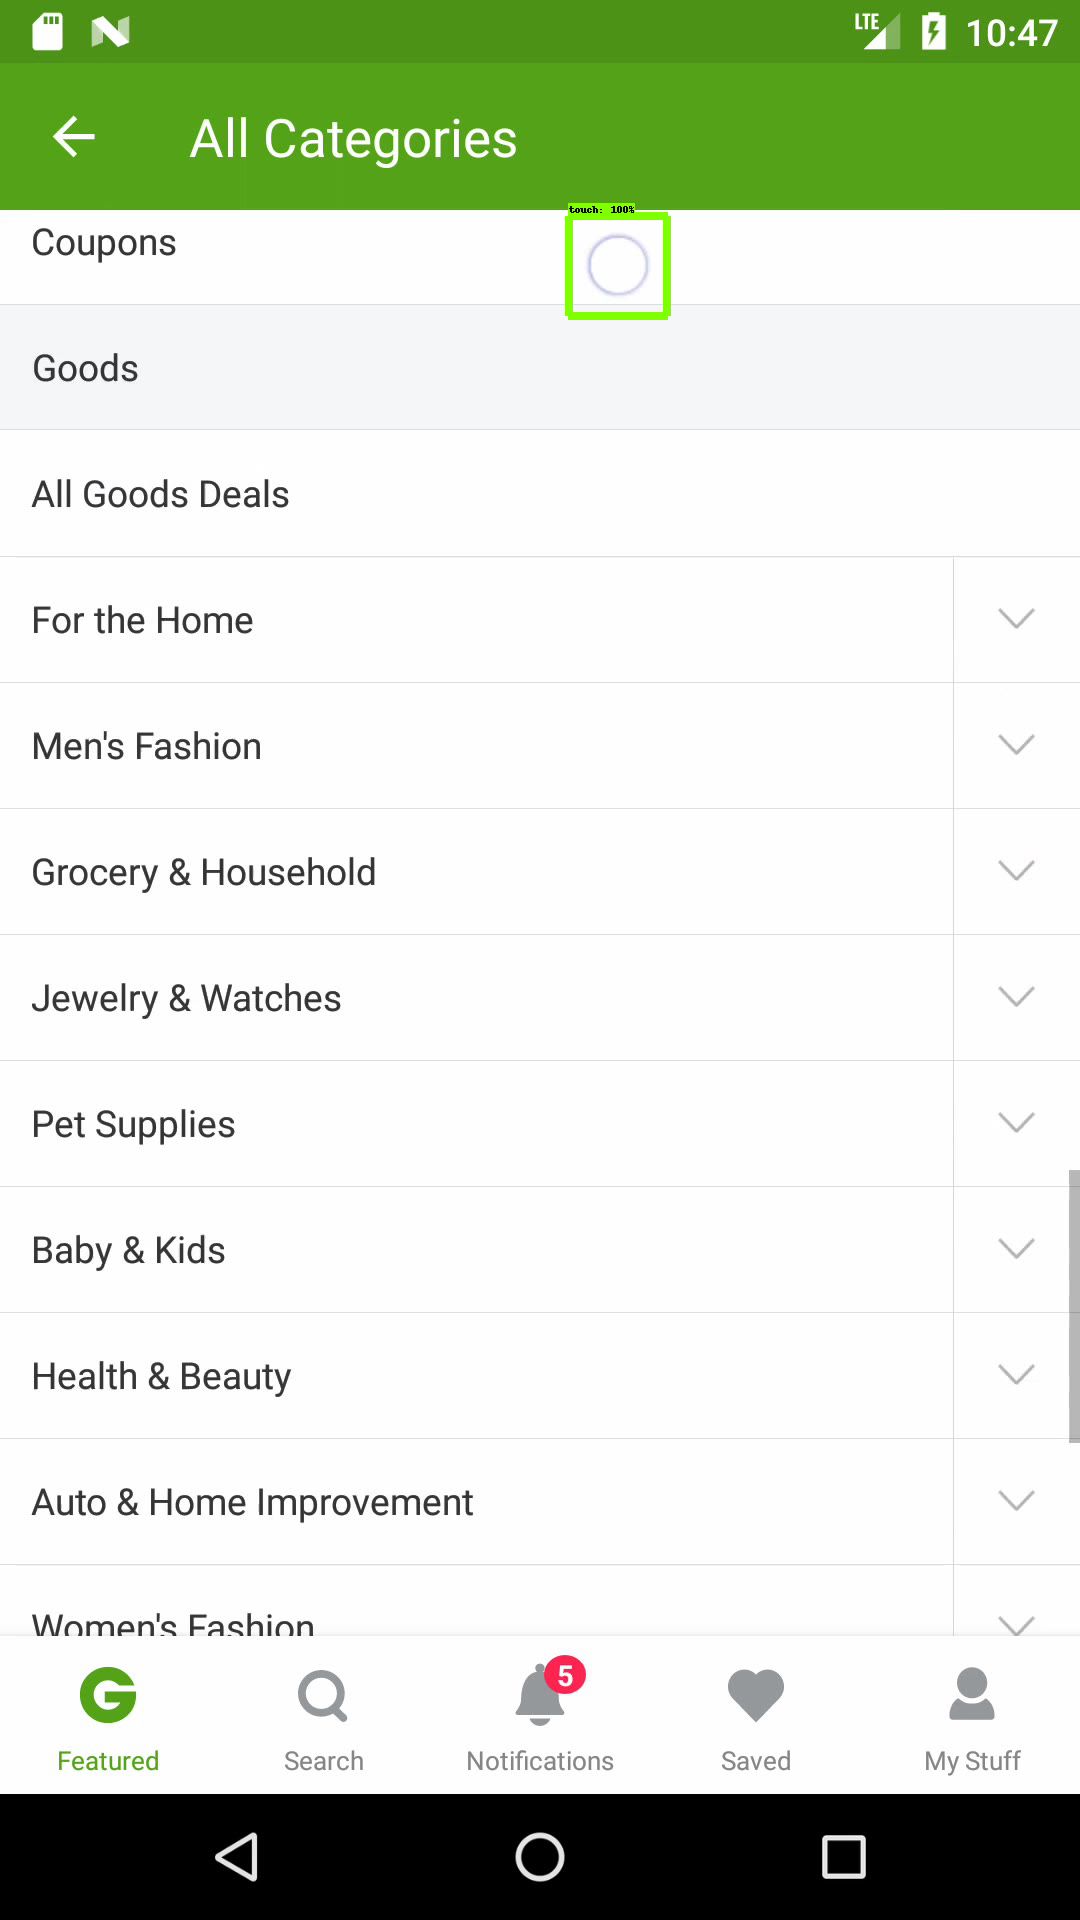 LTE 10:47
All Categories
touch: 100%
Coupons
Goods
All Goods Deals
For the Home
Men's Fashion
Grocery & Household
Jewelry & Watches
Pet Supplies
Baby & Kids
Health & Beauty
Auto & Home Improvement
Women's Fashion
5
Featured Search Notifications Saved My Stuff